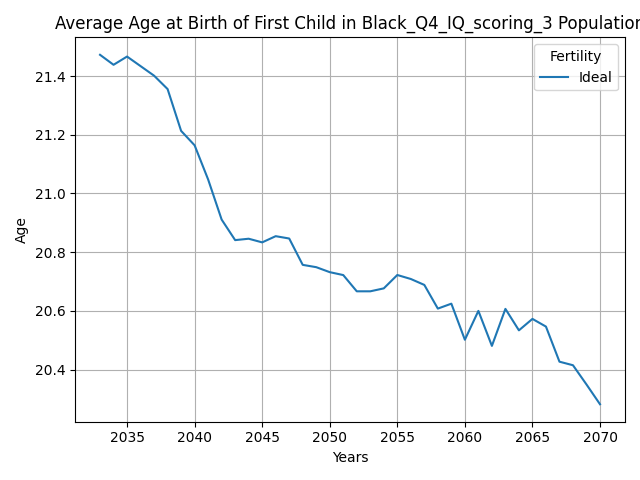 Average Age at Birth of First Child in Black_Q4_IQ_scoring_3 Population
Fertility
Ideal
21.4
21.2
21.0
20.8
20.6
20.4
Age
2035 2040 2045 2050 2055 2060 2065 2070
Years